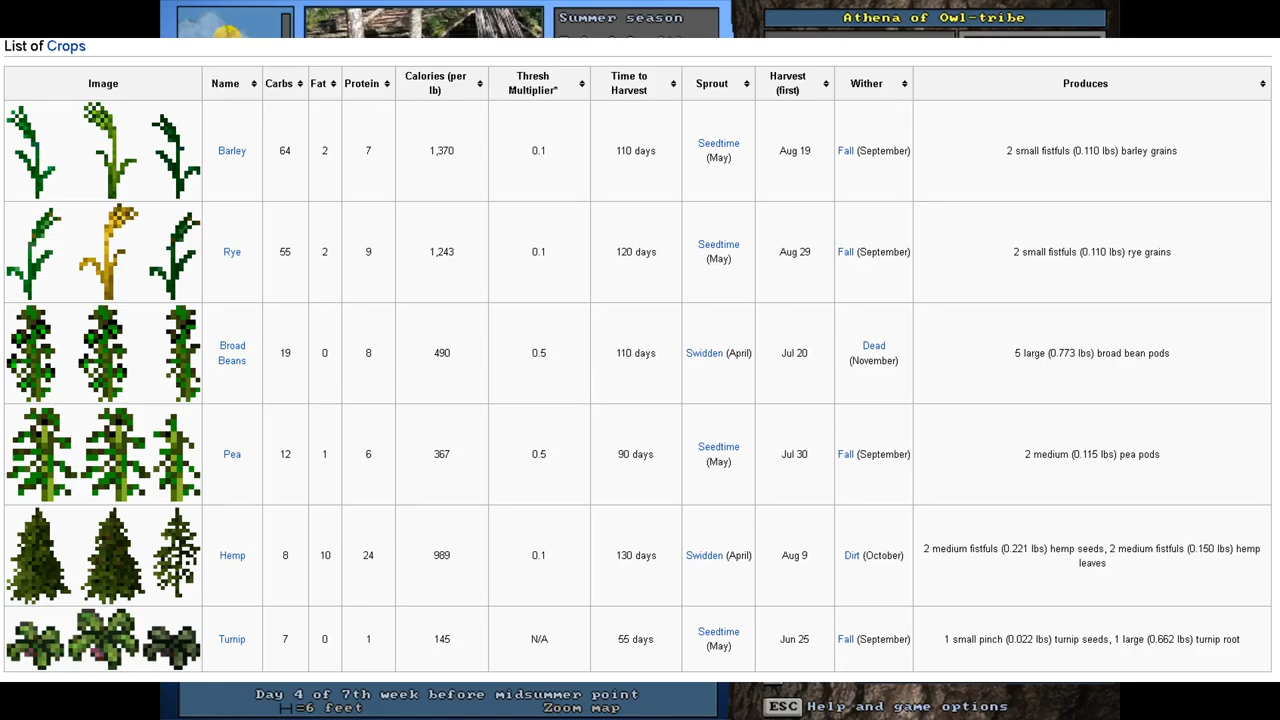 Summer season
Athena of Owl-tribe
List of Crops
Image Name Carbs Fat Protein Calories (per lb) Thresh Multiplier* Time to Harvest Sprout Harvest (first) Wither Produces
Barley 64 2 7 1,370 0.1 110 days Seedtime (May) Aug 19 Fall (September) 2 small fistfuls (0.110 lbs) barley grains
Rye 55 2 9 1,243 0.1 120 days Seedtime (May) Aug 29 Fall (September) 2 small fistfuls (0.110 lbs) rye grains
Broad Beans 19 0 8 490 0.5 110 days Swidden (April) Jul 20 Dead (November) 5 large (0.773 lbs) broad bean pods
Pea 12 1 6 367 0.5 90 days Seedtime (May) Jul 30 Fall (September) 2 medium (0.115 lbs) pea pods
Hemp 8 10 24 989 0.1 130 days Swidden (April) Aug 9 Dirt (October) 2 medium fistfuls (0.221 lbs) hemp seeds, 2 medium fistfuls (0.150 lbs) hemp leaves
Turnip 7 0 1 145 N/A 55 days Seedtime (May) Jun 25 Fall (September) 1 small pinch (0.022 lbs) turnip seeds, 1 large (0.662 lbs) turnip root
Day 4 of 7th week before midsummer point
=6 feet Zoom map
ESC Help and game options